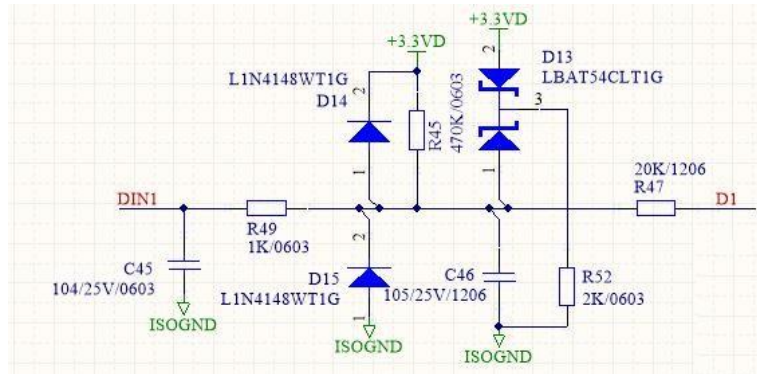 +3.3VD
+3.3VD
2
D13
LBAT54CLT1G
L1N4148WT1G
D14
2
R45
470K/0603
3
1
1
20K/1206
R47
DIN1
D1
R49
1K/0603
2
C45
104/25V/0603
D15
L1N4148WT1G
C46
105/25V/1206
R52
2K/0603
1
ISOGND
ISOGND
ISOGND